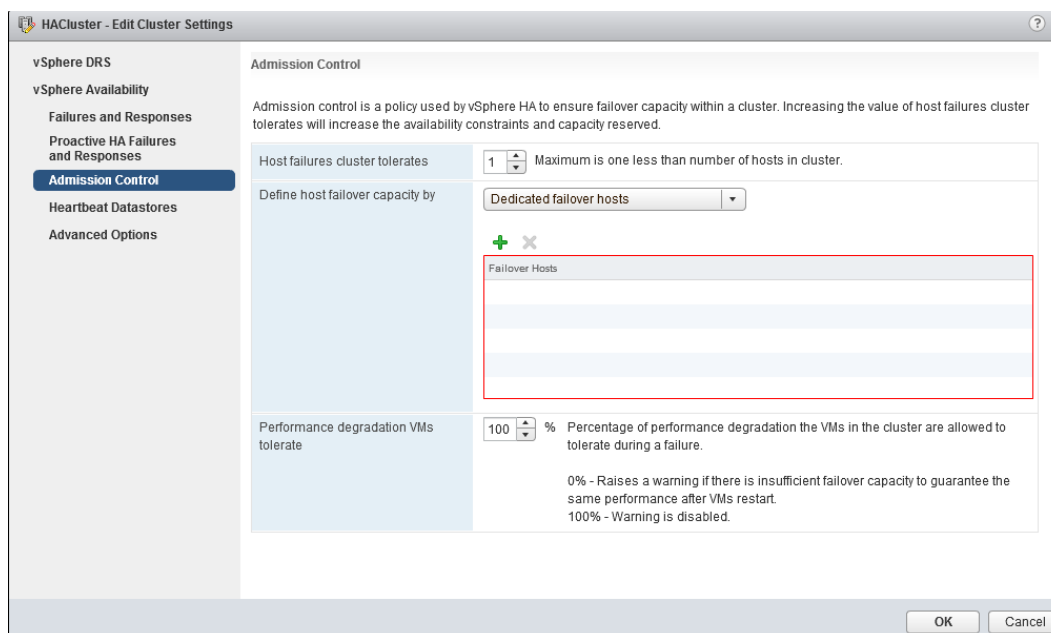 HACluster - Edit Cluster Settings
?
vSphere DRS
vSphere Availability
Failures and Responses
Proactive HA Failures
and Responses
Admission Control
Heartbeat Datastores
Advanced Options
Admission Control
Admission control is a policy used by vSphere HA to ensure failover capacity within a cluster. Increasing the value of host failures cluster
tolerates will increase the availability constraints and capacity reserved.
Host failures cluster tolerates
1 Maximum is one less than number of hosts in cluster.
Define host failover capacity by
Dedicated failover hosts
Failover Hosts
Performance degradation VMs
tolerate
100 % Percentage of performance degradation the VMs in the cluster are allowed to
tolerate during a failure.
0% - Raises a warning if there is insufficient failover capacity to guarantee the
same performance after VMs restart.
100% - Warning is disabled.
OK Cancel